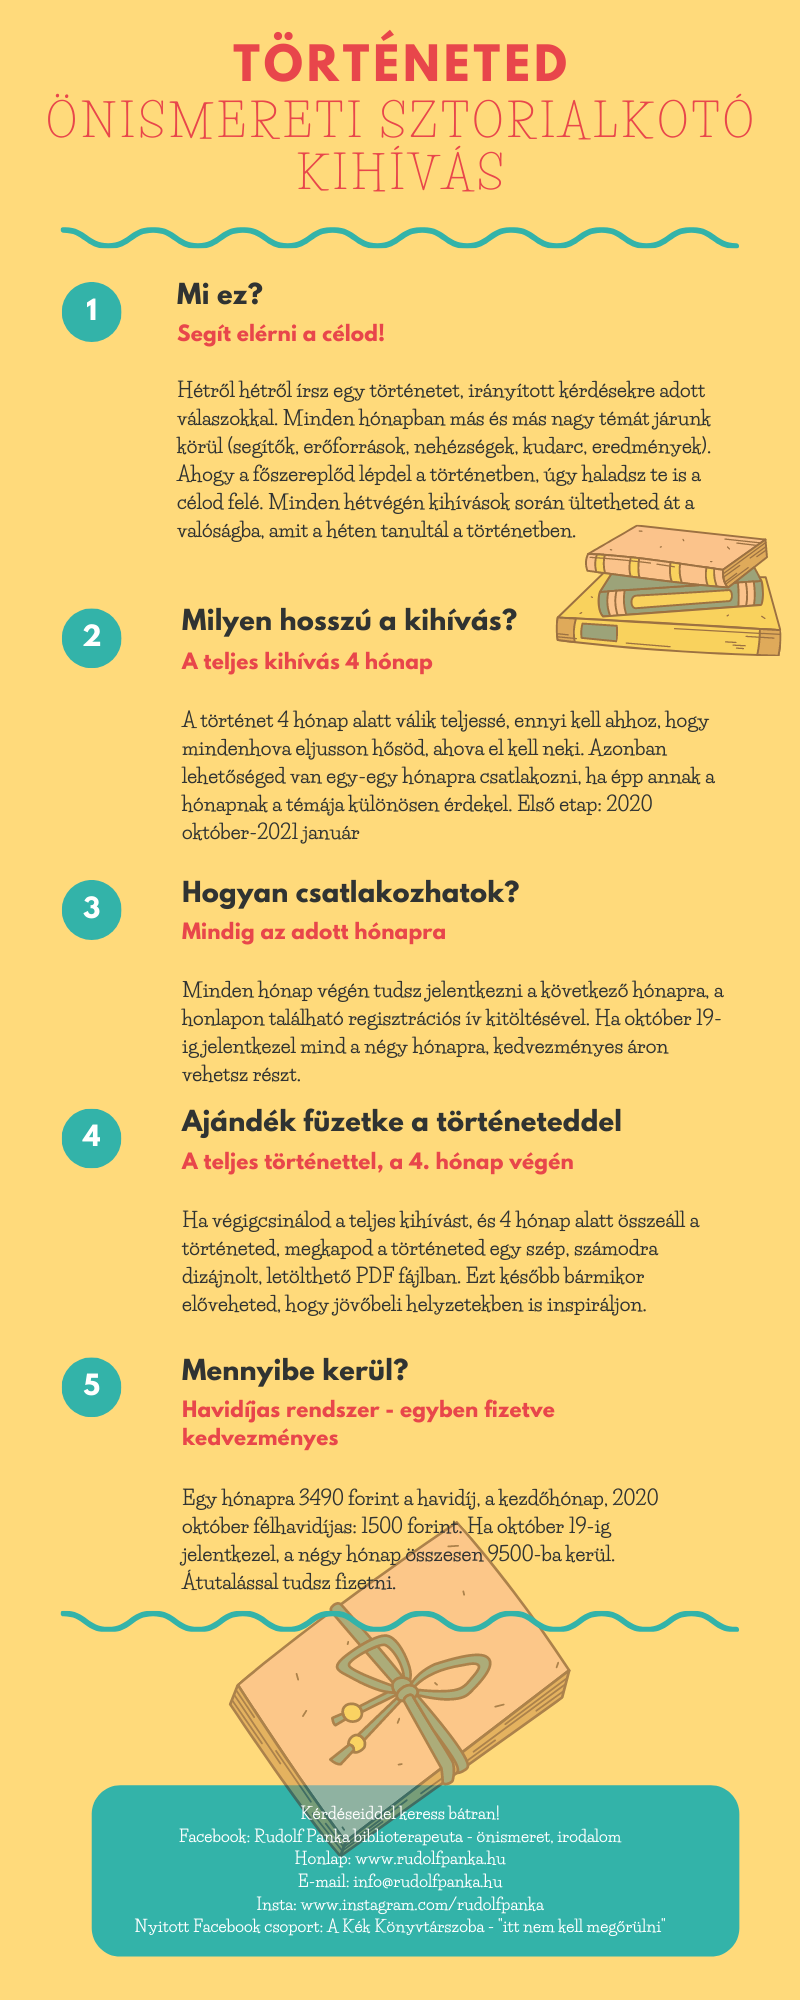 TÖRTÉNETED
ÖNISMERETI SZTORIALKOTÓ
KIHÍVÁS
1
Mi ez?
Segít elérni a célod!
Hétről hétről írsz egy történetet, irányított kérdésekre adott
válaszokkal. Minden hónapban más és más nagy témát járunk
körül (segítők, erőforrások, nehézségek, kudarc, eredmények).
Ahogy a főszereplőd lépdel a történetben, úgy haladsz te is a
célod felé. Minden hétvégén kihívások során ültetheted át a
valóságba, amit a héten tanultál a történetben.
2
Milyen hosszú a kihívás?
A teljes kihívás 4 hónap
A történet 4 hónap alatt válik teljessé, ennyi kell ahhoz, hogy
mindenhova eljusson hősöd, ahova el kell neki. Azonban
lehetőséged van egy-egy hónapra csatlakozni, ha épp annak a
hónapnak a témája különösen érdekel. Első etap: 2020
október-2021 január
3
Hogyan csatlakozhatok?
Mindig az adott hónapra
Minden hónap végén tudsz jelentkezni a következő hónapra, a
honlapon található regisztrációs ív kitöltésével. Ha október 19-
ig jelentkezel mind a négy hónapra, kedvezményes áron
vehetsz részt.
4
Ajándék füzetke a történeteddel
A teljes történettel, a 4. hónap végén
Ha végigcsinálod a teljes kihívást, és 4 hónap alatt összeáll a
történeted, megkapod a történeted egy szép, számodra
dizájnolt, letölthető PDF fájlban. Ezt később bármikor
előveheted, hogy jövőbeli helyzetekben is inspiráljon.
5
Mennyibe kerül?
Havidíjas rendszer - egyben fizetve
kedvezményes
Egy hónapra 3490 forint a havidíj, a kezdőhónap, 2020
október félhavidíjas: 1500 forint. Ha október 19-ig
jelentkezel, a négy hónap összesen 9500-ba kerül.
Átutalással tudsz fizetni.
Kérdéseiddel keress bátran!
Facebook: Rudolf Panka biblioterapeuta - önismeret, irodalom
Honlap: www.rudolfpanka.hu
E-mail: info@rudolfpanka.hu
Insta: www.instagram.com/rudolfpanka
Nyitott Facebook csoport: A Kék Könyvtárszoba - "itt nem kell megőrülni"